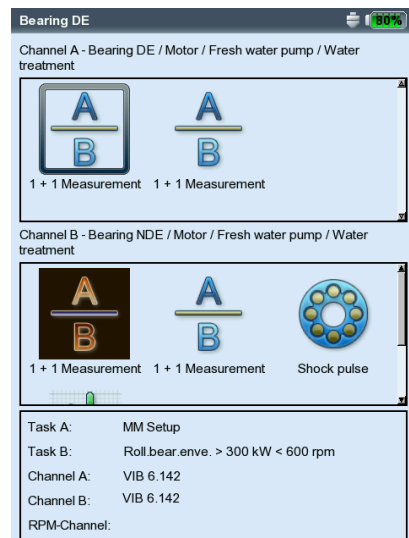 Bearing DE
80%
Channel A - Bearing DE / Motor / Fresh water pump / Water
treatment
A A
B B
1 + 1 Measurement 1 + 1 Measurement
Channel B - Bearing NDE / Motor / Fresh water pump / Water
treatment
A A
B B
1 + 1 Measurement 1 + 1 Measurement Shock pulse
Task A: MM Setup
Task B: Roll.bear.enve. > 300 kW < 600 rpm
Channel A: VIB 6.142
Channel B: VIB 6.142
RPM-Channel: